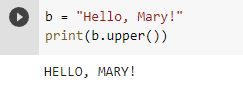 b = "Hello, Mary!"
print(b.upper())
HELLO, MARY!